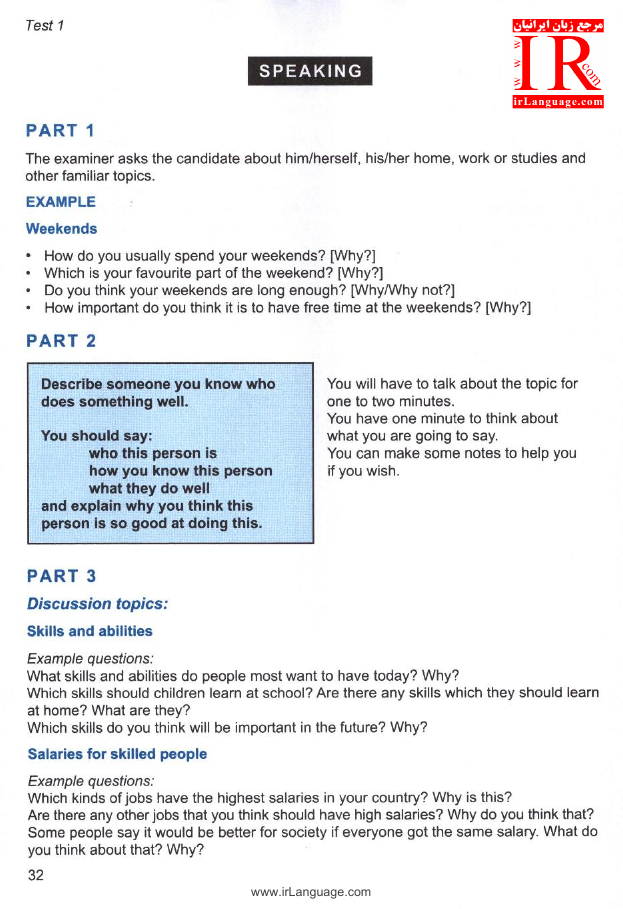 Test 1
مرجع زبان ایرانیان
www.
IR
.com
irLanguage.com
SPEAKING
PART 1
The examiner asks the candidate about him/herself, his/her home, work or studies and
other familiar topics.
EXAMPLE
Weekends
• How do you usually spend your weekends? [Why?]
• Which is your favourite part of the weekend? [Why?]
• Do you think your weekends are long enough? [Why/Why not?]
• How important do you think it is to have free time at the weekends? [Why?]
PART 2
Describe someone you know who
does something well.
You should say:
who this person is
how you know this person
what they do well
and explain why you think this
person is so good at doing this.
You will have to talk about the topic for
one to two minutes.
You have one minute to think about
what you are going to say.
You can make some notes to help you
if you wish.
PART 3
Discussion topics:
Skills and abilities
Example questions:
What skills and abilities do people most want to have today? Why?
Which skills should children learn at school? Are there any skills which they should learn
at home? What are they?
Which skills do you think will be important in the future? Why?
Salaries for skilled people
Example questions:
Which kinds of jobs have the highest salaries in your country? Why is this?
Are there any other jobs that you think should have high salaries? Why do you think that?
Some people say it would be better for society if everyone got the same salary. What do
you think about that? Why?
32
www.irLanguage.com